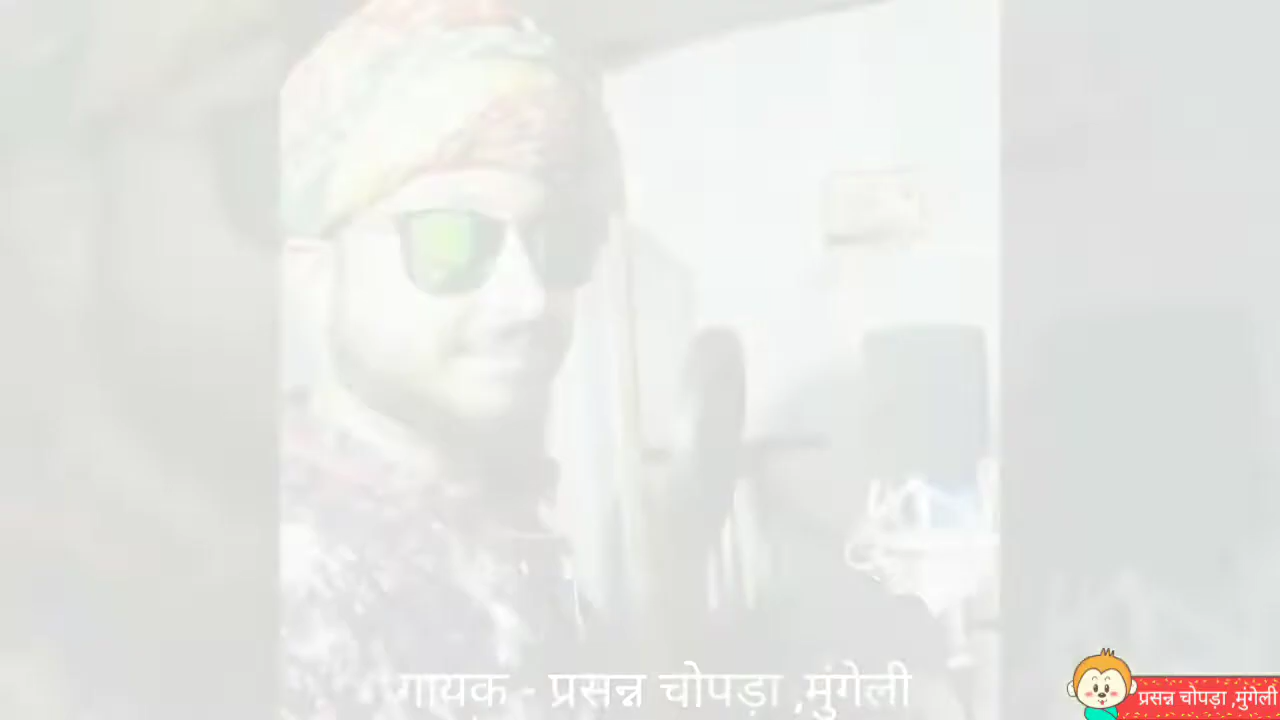 गायक - प्रसन्न चोपड़ा ,मुंगेली
प्रसन्न चोपड़ा ,मुंगेली